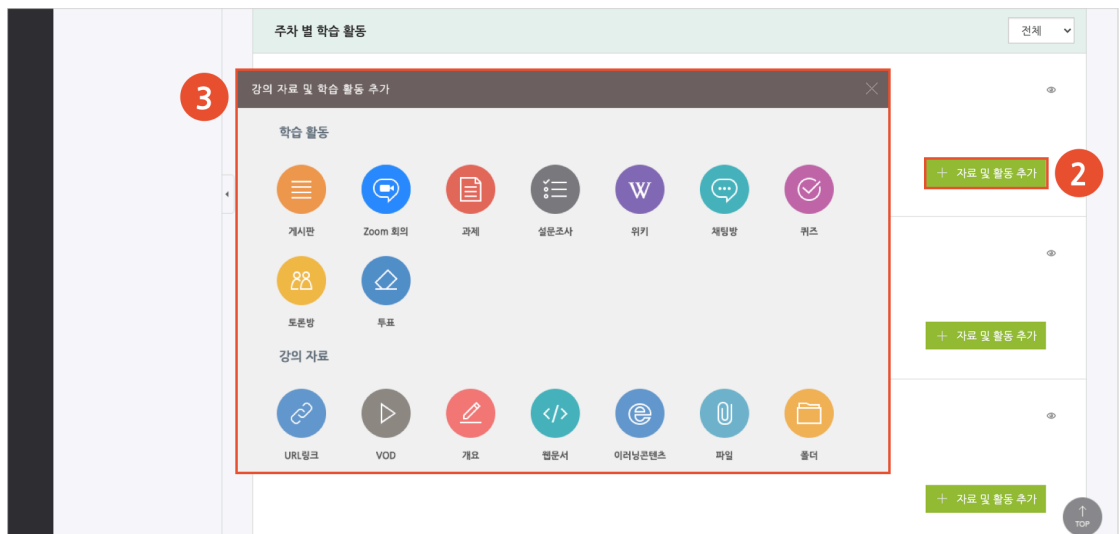 주차 별 학습 활동
전체
3
강의 자료 및 학습 활동 추가
학습 활동
+ 자료 및 활동 추가
2
W
게시판 Zoom 회의 과제 설문조사 위키 채팅방 퀴즈
토론방 투표
+ 자료 및 활동 추가
강의 자료
</>
URL링크 VOD 개요 웹문서 이러닝콘텐츠 파일 폴더
+ 자료 및 활동 추가
TOP